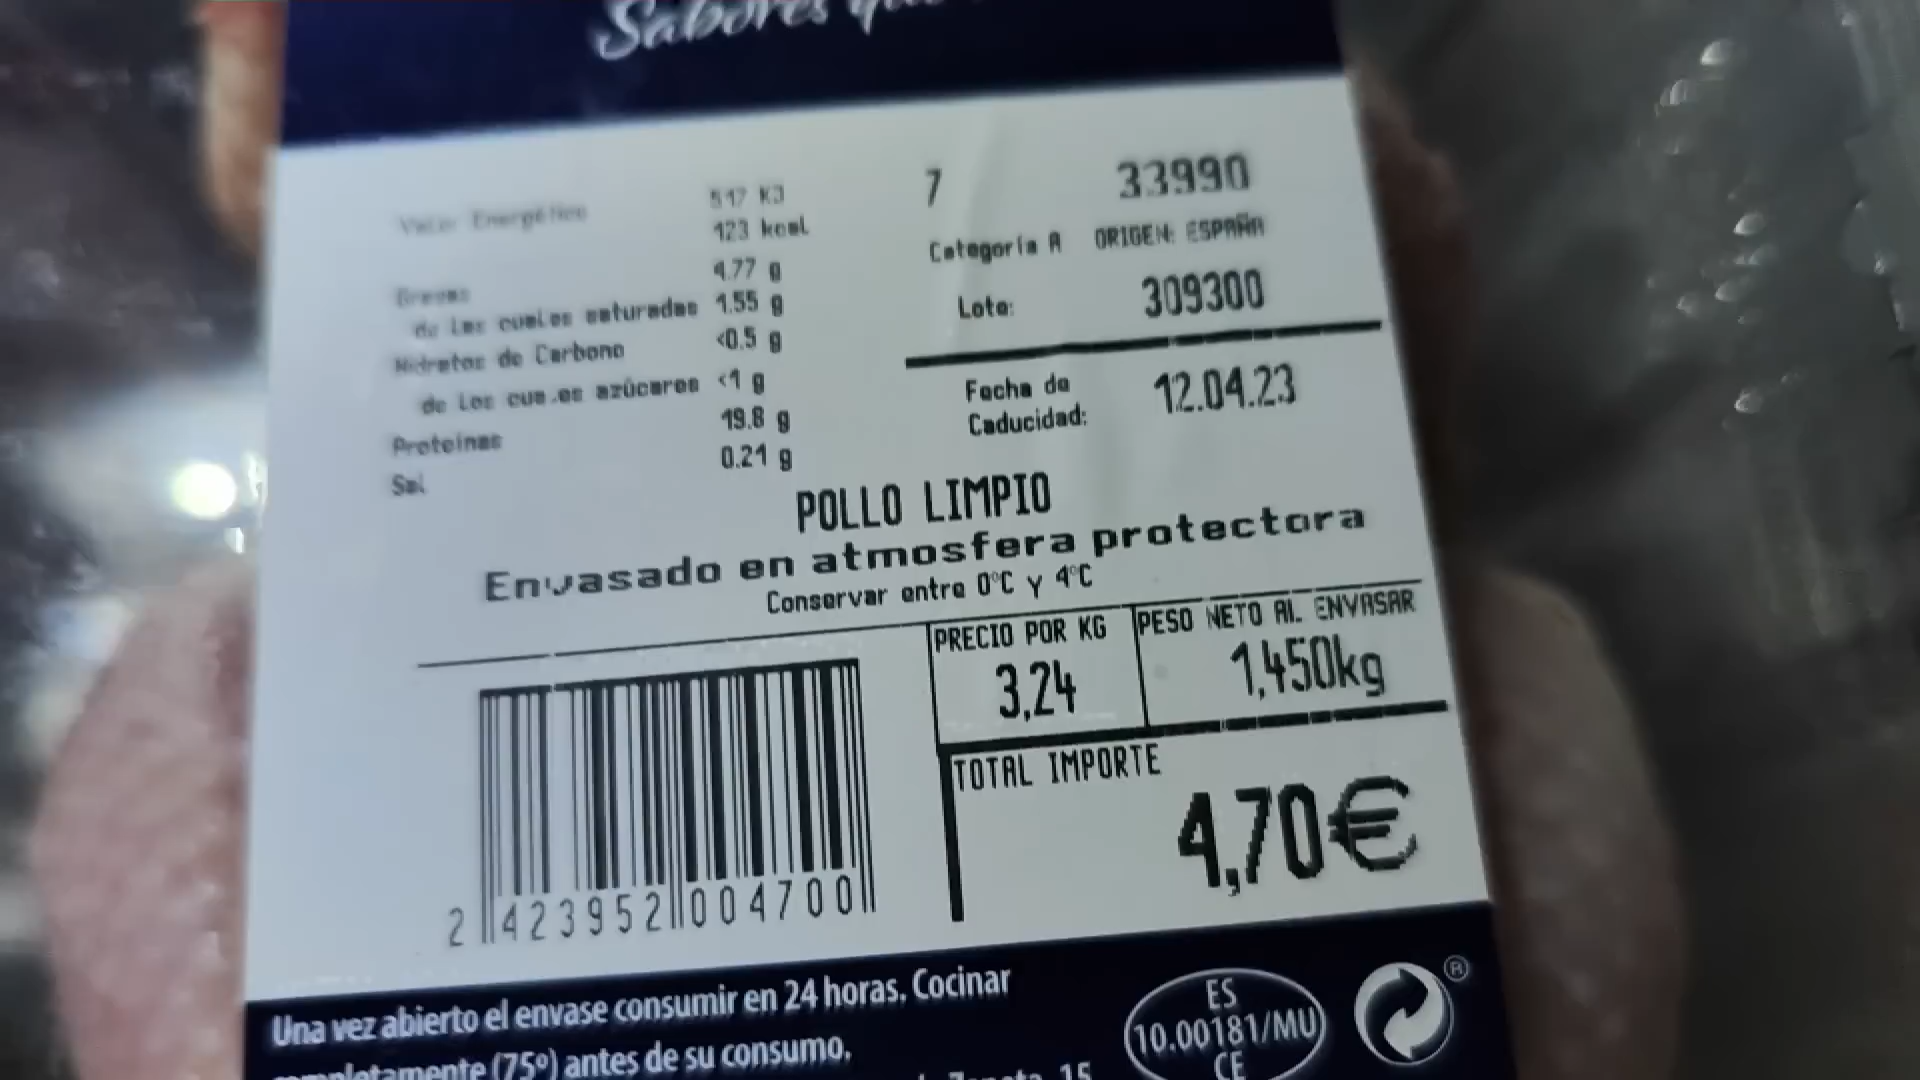 Sabores
Valor Energético 517 KJ
123 kcal
Grasas 4.77 g
de las cuales saturadas 1.55 g
Hidratos de Carbono <0.5 g
de los cuales azúcares <1 g
Proteinas 19.8 g
Sal 0.21 g
7 33990
Categoría A ORIGEN: ESPAÑA
Lote: 309300
Fecha de
Caducidad: 12.04.23
POLLO LIMPIO
Envasado en atmosfera protectora
Conservar entre 0°C y 4°C
PRECIO POR KG
3,24
PESO NETO AL ENVASAR
1,450kg
TOTAL IMPORTE
4,70€
2 423952 004700
Una vez abierto el envase consumir en 24 horas. Cocinar
completamente (75º) antes de su consumo.
15
ES
10.00181/MU
CE
®